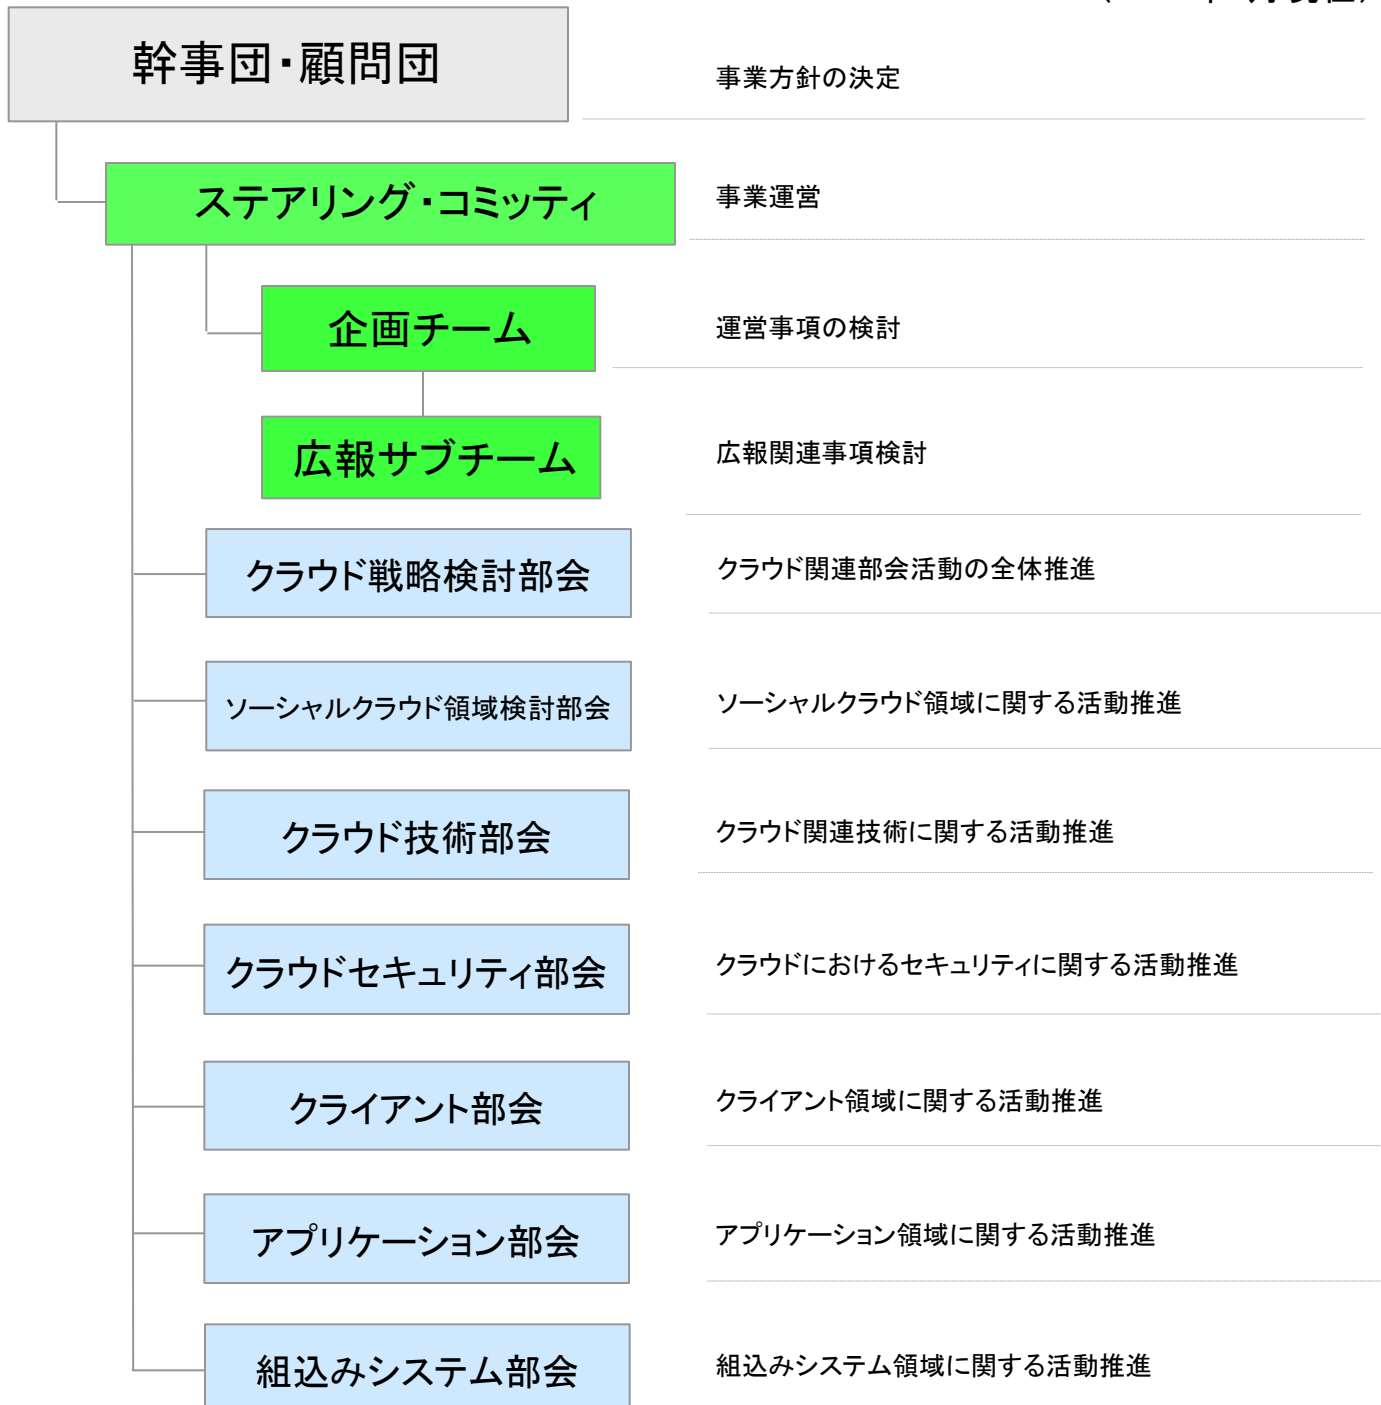 幹事団・顧問団
事業方針の決定
ステアリング・コミッティ
事業運営
企画チーム
運営事項の検討
広報サブチーム
広報関連事項検討
クラウド戦略検討部会
クラウド関連部会活動の全体推進
ソーシャルクラウド領域検討部会
ソーシャルクラウド領域に関する活動推進
クラウド技術部会
クラウド関連技術に関する活動推進
クラウドセキュリティ部会
クラウドにおけるセキュリティに関する活動推進
クライアント部会
クライアント領域に関する活動推進
アプリケーション部会
アプリケーション領域に関する活動推進
組込みシステム部会
組込みシステム領域に関する活動推進